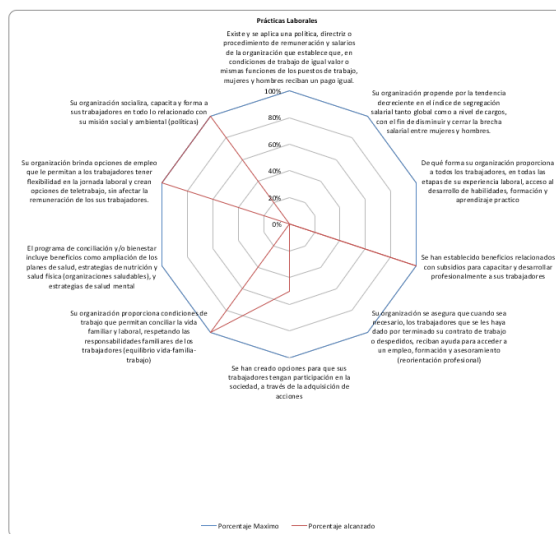 Prácticas Laborales
Existe y se aplica una política, directriz o
procedimiento de remuneración y salarios
de la organización que establece que, en
condiciones de trabajo de igual valor o
mismas funciones de los puestos de trabajo,
mujeres y hombres reciban un pago igual.
Su organización propende por la tendencia
decreciente en el índice de segregación
salarial tanto global como a nivel de cargos,
con el fin de disminuir y cerrar la brecha
salarial entre mujeres y hombres.
De qué forma su organización proporciona
a todos los trabajadores, en todas las
etapas de su experiencia laboral, acceso al
desarrollo de habilidades, formación y
aprendizaje practico
Se han establecido beneficios relacionados
con subsidios para capacitar y desarrollar
profesionalmente a sus trabajadores
Su organización se asegura que cuando sea
necesario, los trabajadores que se les haya
dado por terminado su contrato de trabajo
o despedidos, reciban ayuda para acceder a
un empleo, formación y asesoramiento
(reorientación profesional)
Se han creado opciones para que sus
trabajadores tengan participación en la
sociedad, a través de la adquisición de
acciones
Su organización proporciona condiciones de
trabajo que permitan conciliar la vida
familiar y laboral, respetando las
responsabilidades familiares de los
trabajadores (equilibrio vida-familia-
trabajo)
El programa de conciliación y/o bienestar
incluye beneficios como ampliación de los
planes de salud, estrategias de nutrición y
salud física (organizaciones saludables), y
estrategias de salud mental
Su organización brinda opciones de empleo
que le permitan a los trabajadores tener
flexibilidad en la jornada laboral y crean
opciones de teletrabajo, sin afectar la
remuneración de los sus trabajadores.
Su organización socializa, capacita y forma a
sus trabajadores en todo lo relacionado con
su misión social y ambiental (políticas)
100%
80%
60%
40%
20%
0%
Porcentaje Maximo
Porcentaje alcanzado